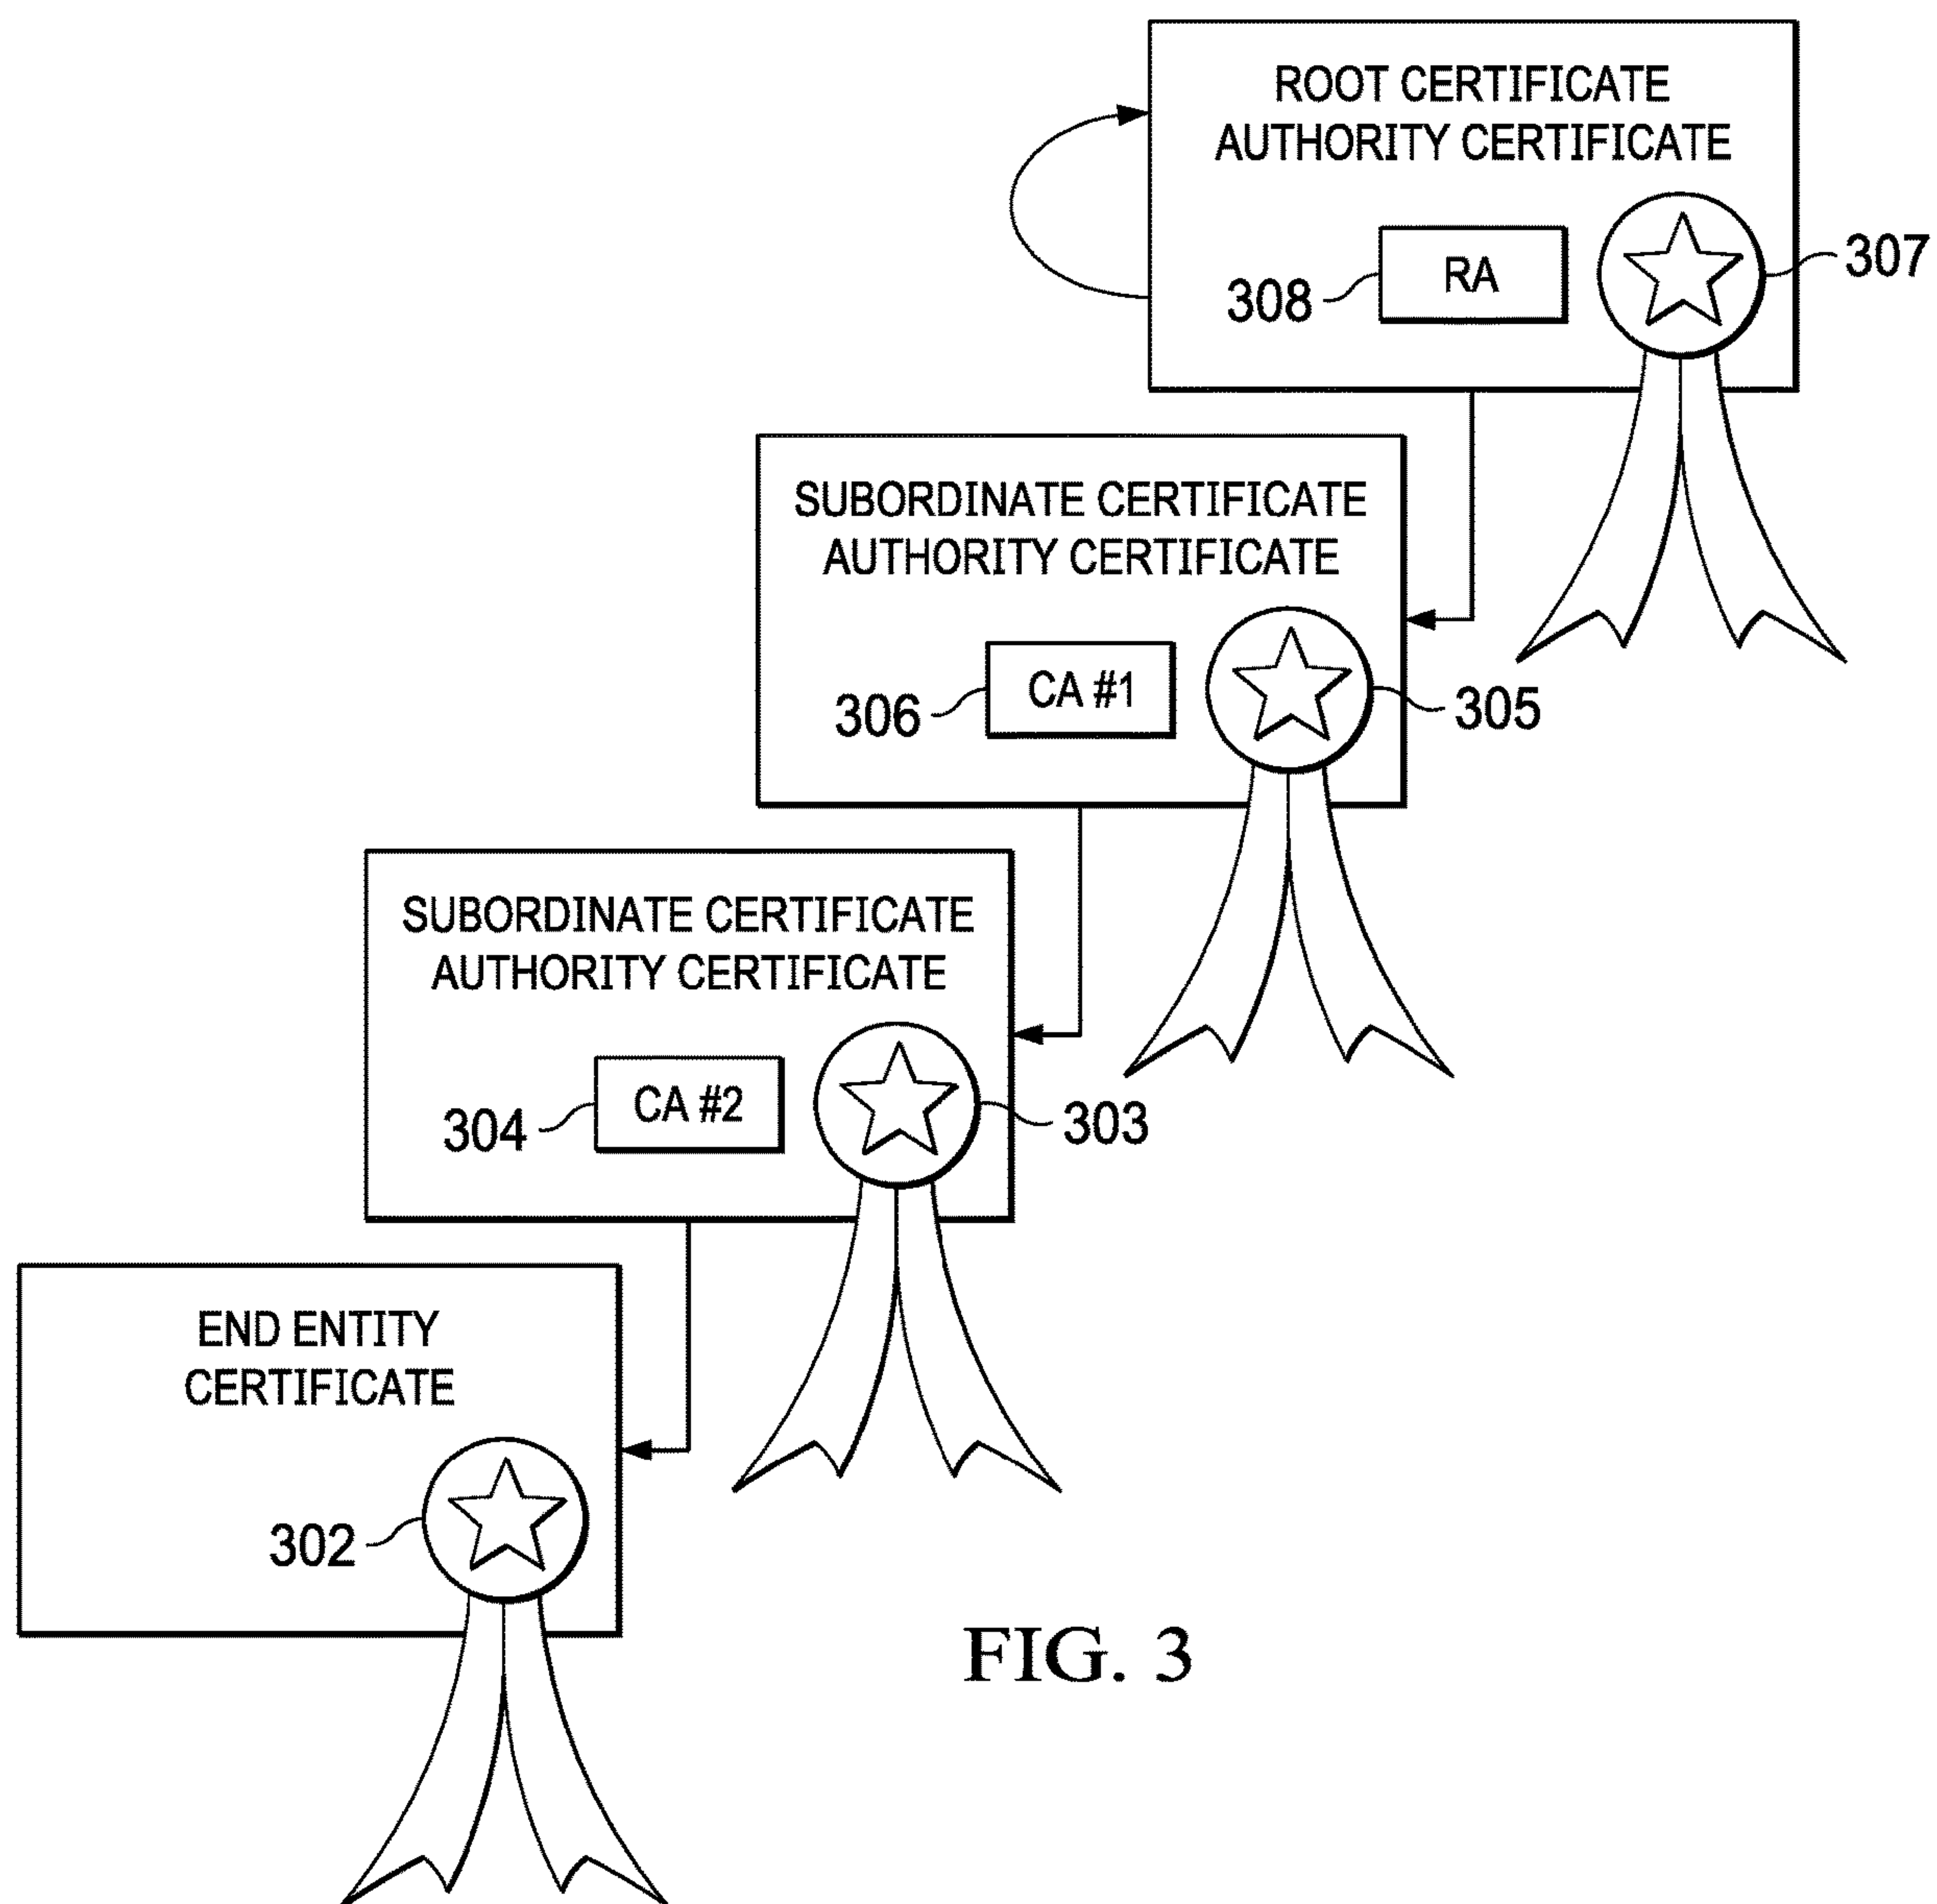 ROOT CERTIFICATE
AUTHORITY CERTIFICATE
308
RA
307
SUBORDINATE CERTIFICATE
AUTHORITY CERTIFICATE
306
CA #1
305
SUBORDINATE CERTIFICATE
AUTHORITY CERTIFICATE
304
CA #2
303
END ENTITY
CERTIFICATE
302
FIG. 3